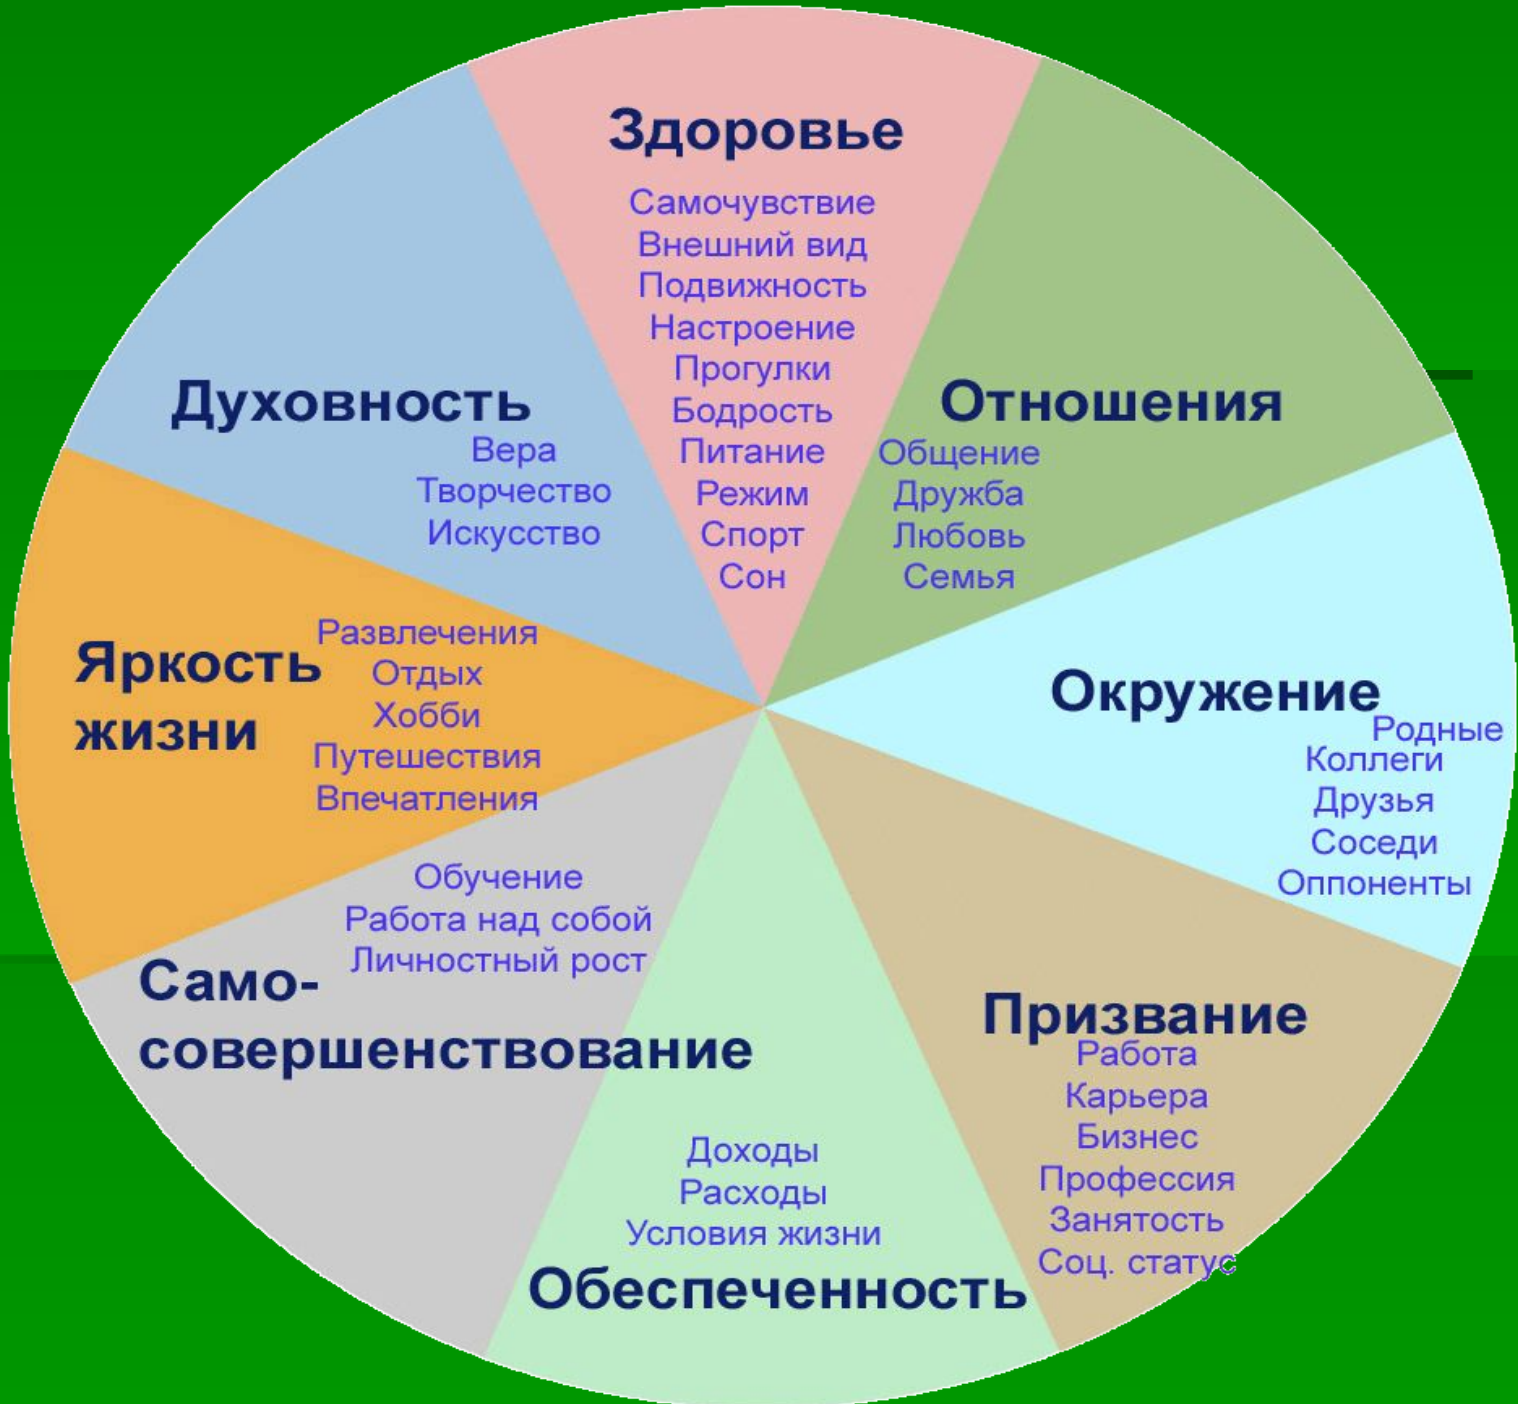 Здоровье
Самочувствие
Внешний вид
Подвижность
Настроение
Прогулки
Бодрость
Питание
Режим
Спорт
Сон
Отношения
Общение
Дружба
Любовь
Семья
Окружение
Родные
Коллеги
Друзья
Соседи
Оппоненты
Призвание
Работа
Карьера
Бизнес
Профессия
Занятость
Соц. статус
Доходы
Расходы
Условия жизни
Обеспеченность
Обучение
Работа над собой
Личностный рост
Само-
совершенствование
Яркость
жизни
Развлечения
Отдых
Хобби
Путешествия
Впечатления
Духовность
Вера
Творчество
Искусство